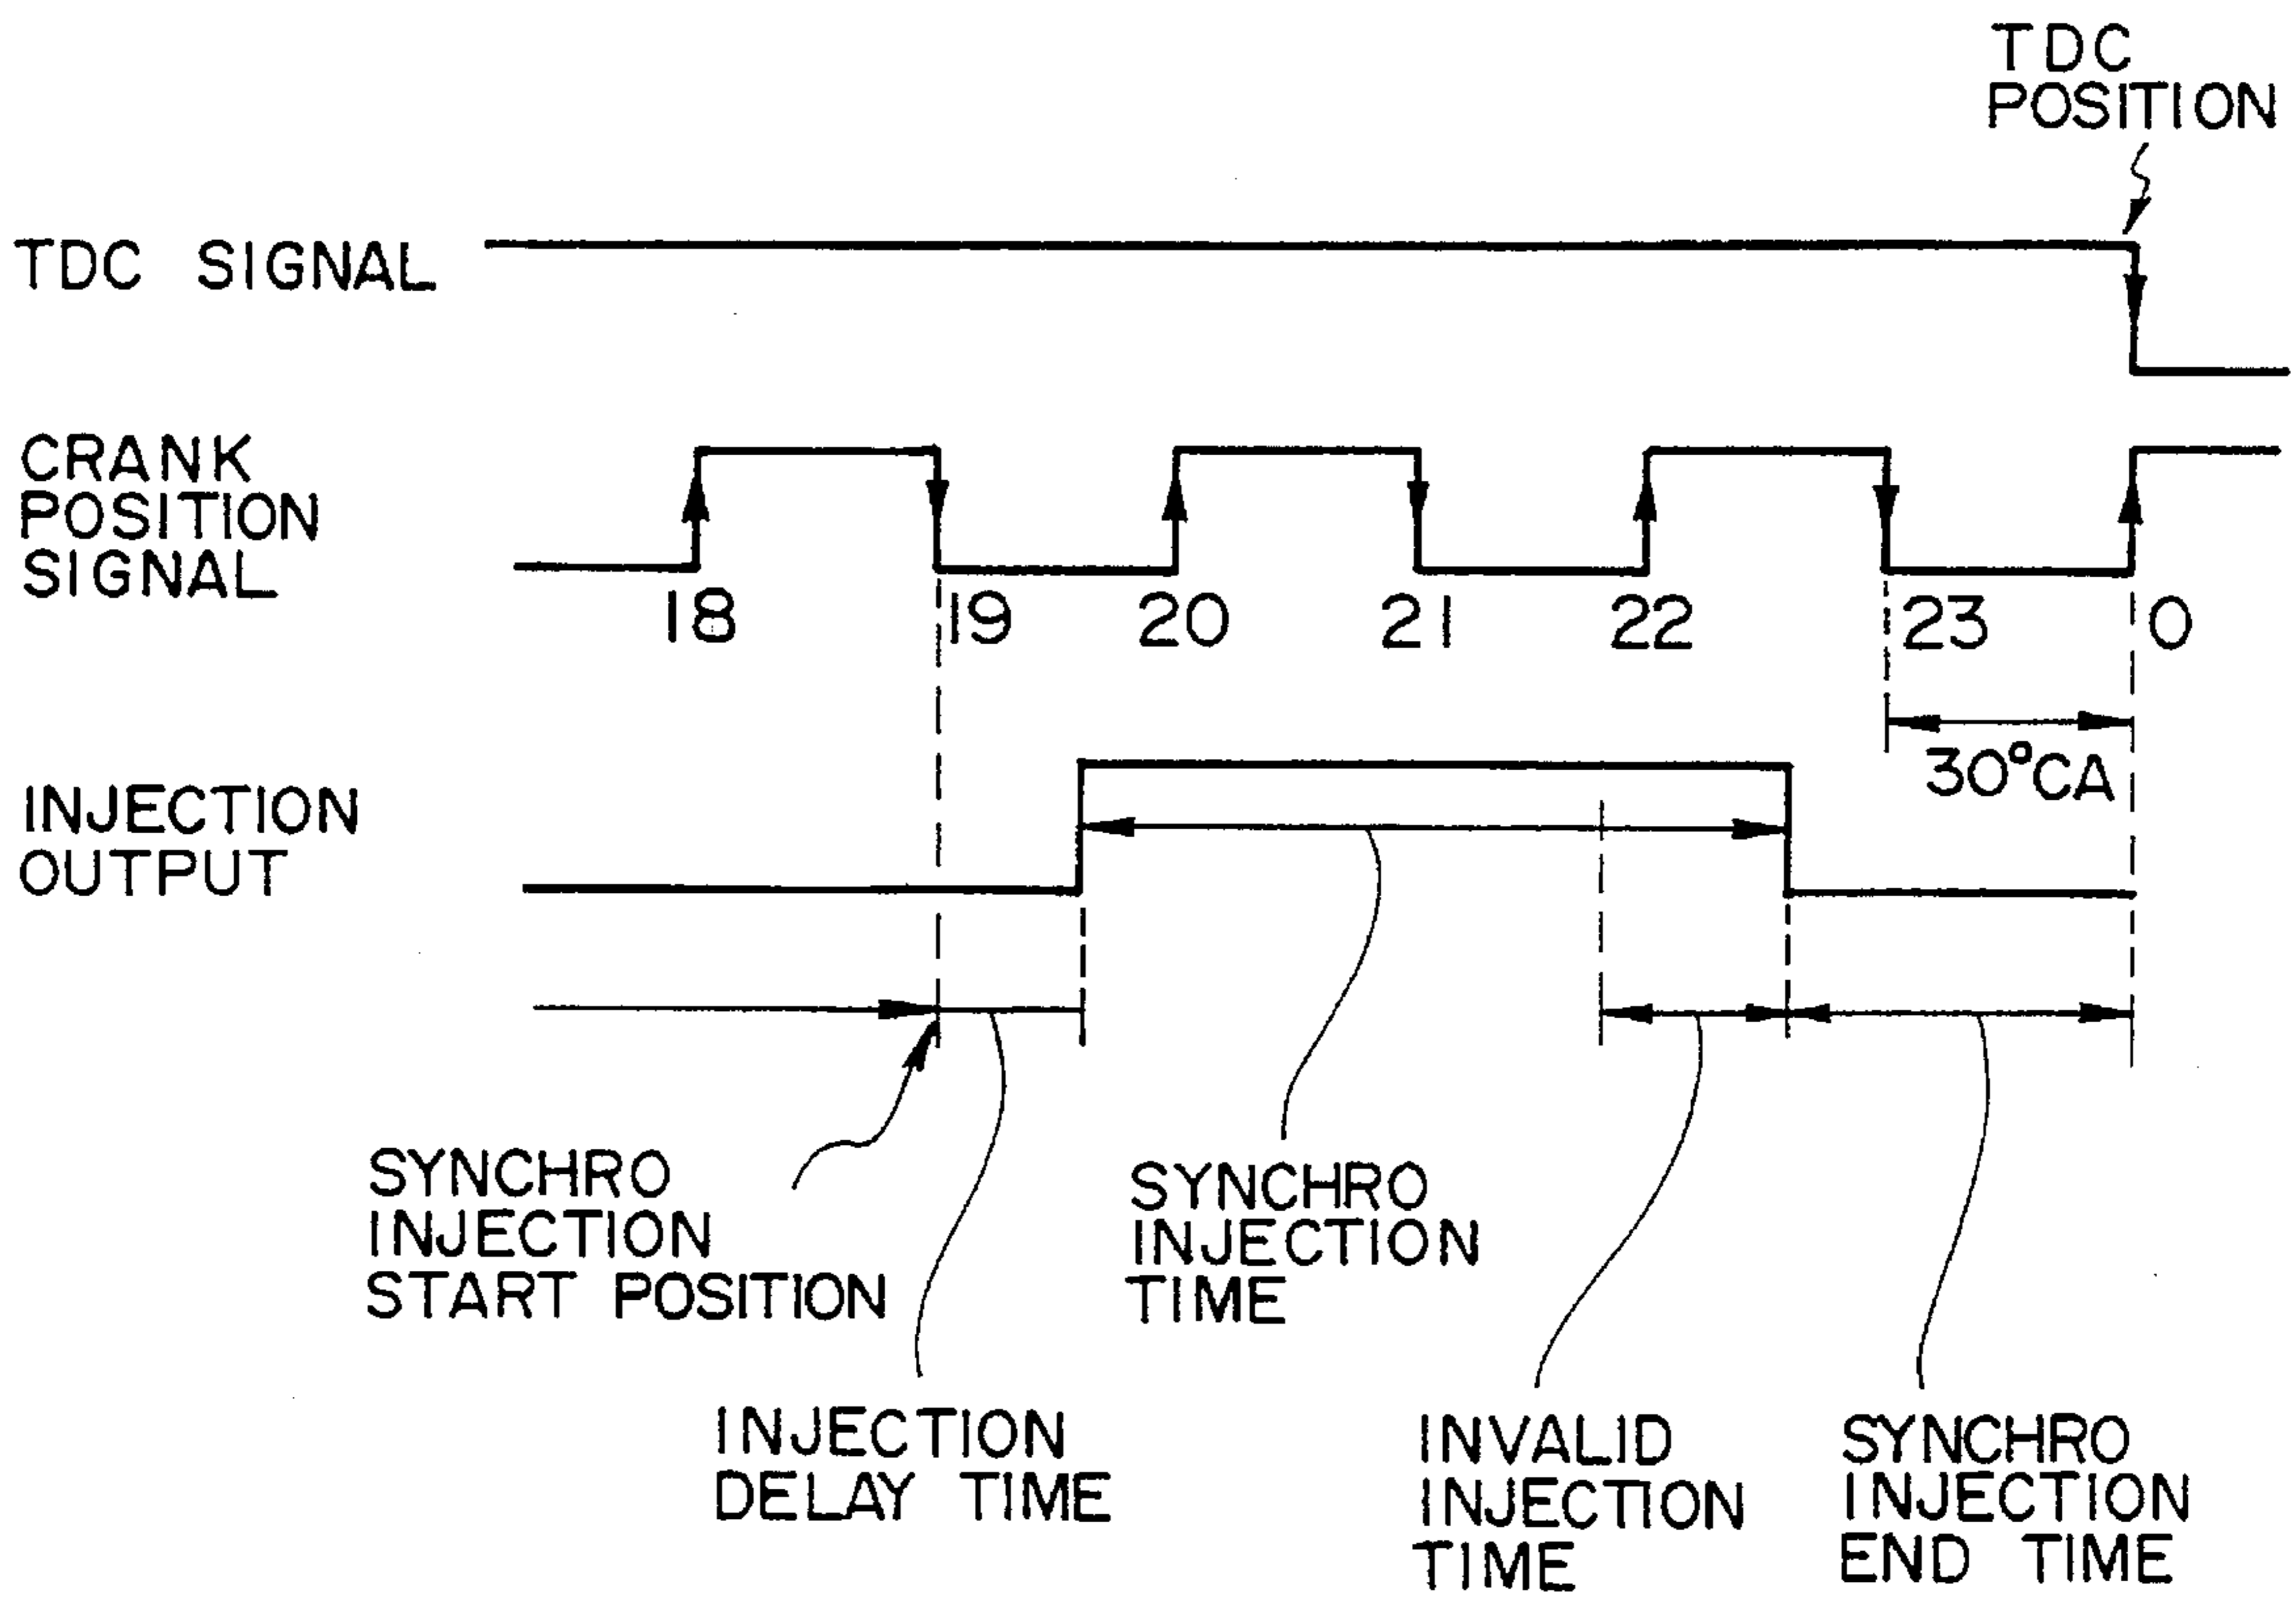 TDC
POSITION
TDC SIGNAL
CRANK
POSITION
SIGNAL
18 19 20 21 22 23 0
30°CA
INJECTION
OUTPUT
SYNCHRO
INJECTION
START POSITION
INJECTION
DELAY TIME
SYNCHRO
INJECTION
TIME
INVALID
INJECTION
TIME
SYNCHRO
INJECTION
END TIME